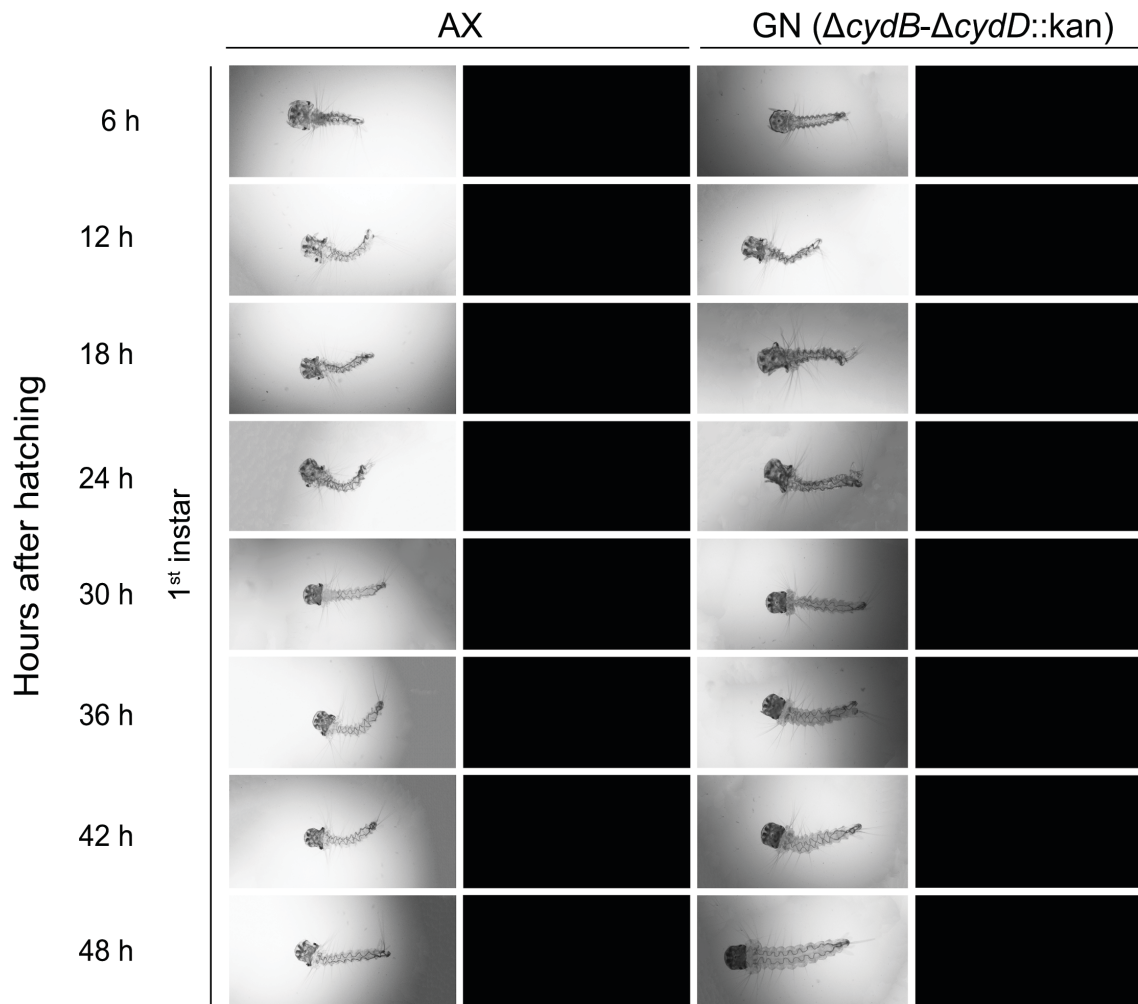 AX
GN (ΔcydB-ΔcydD::kan)
6 h
12 h
18 h
24 h
30 h
36 h
42 h
48 h
Hours after hatching
1st instar